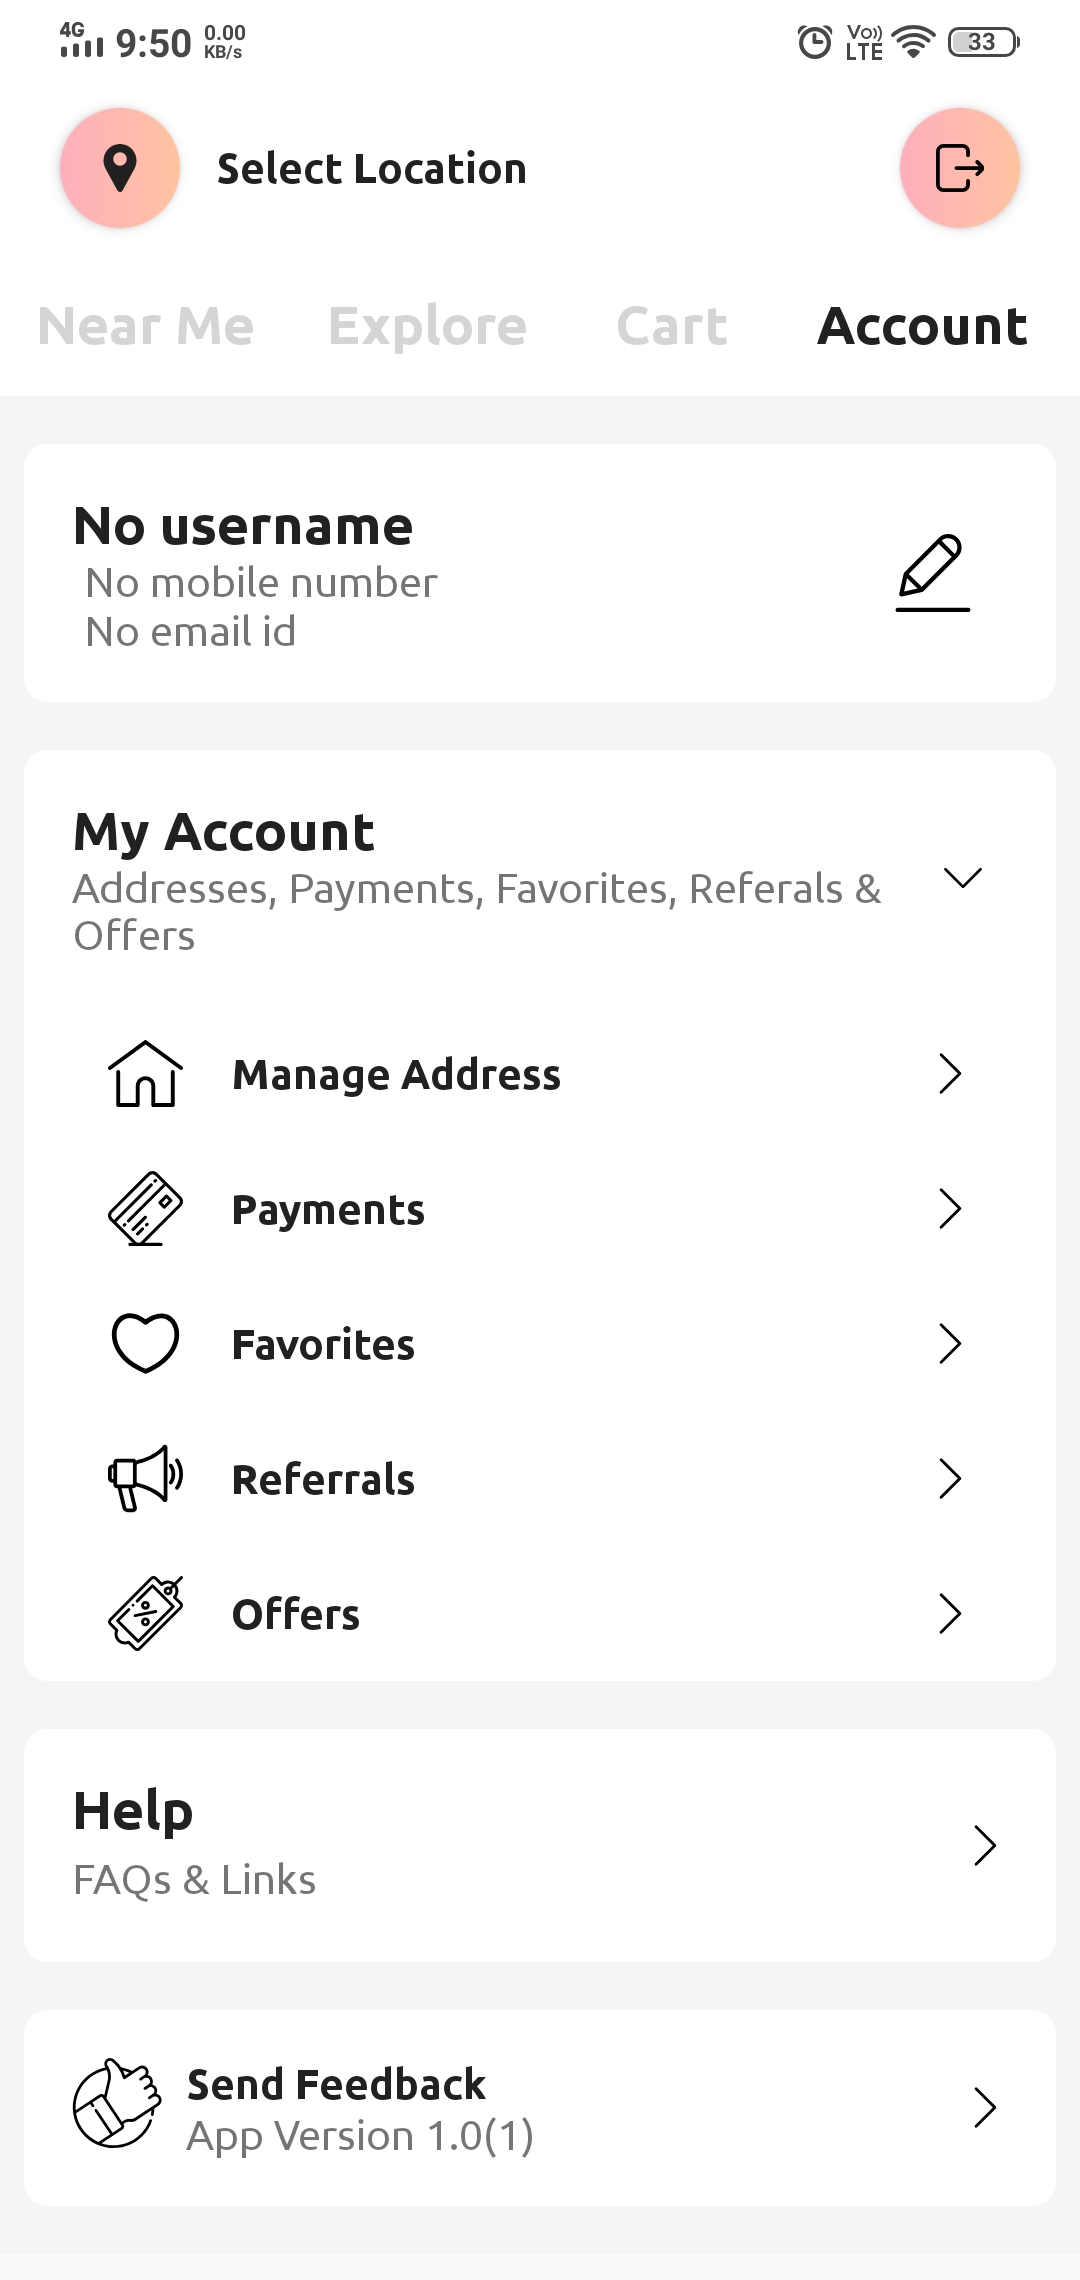 4G 9:50 0.00 KB/s Vo)) LTE 33
Select Location
Near Me Explore Cart Account
No username
No mobile number
No email id
My Account
Addresses, Payments, Favorites, Referals &
Offers
Manage Address
Payments
Favorites
Referrals
Offers
Help
FAQs & Links
Send Feedback
App Version 1.0(1)